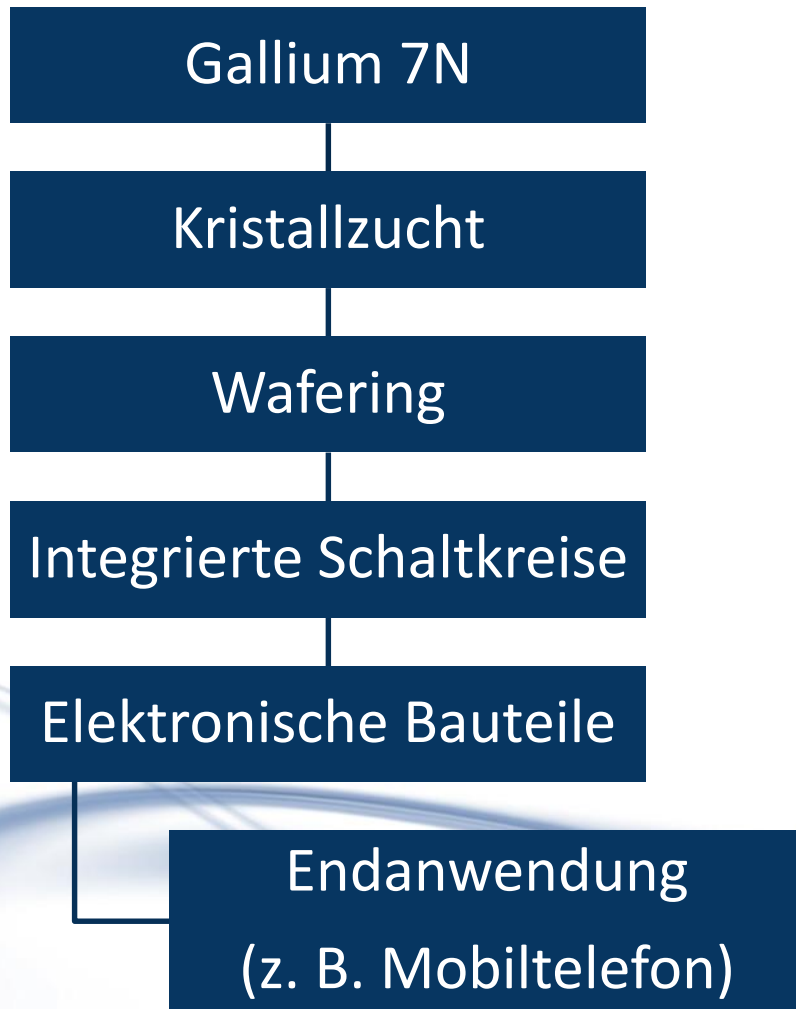 Gallium 7N
Kristallzucht
Wafering
Integrierte Schaltkreise
Elektronische Bauteile
Endanwendung
(z. B. Mobiltelefon)